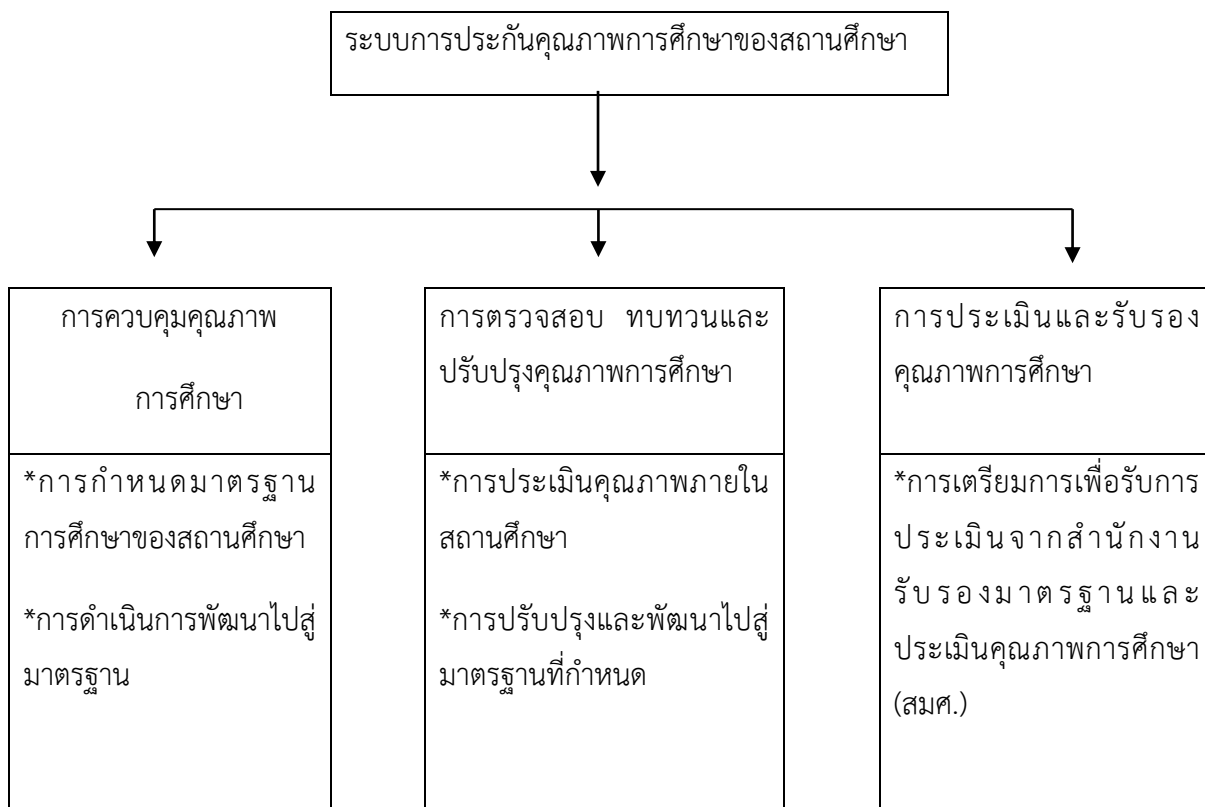 ระบบการประกันคุณภาพการศึกษาของสถานศึกษา
การควบคุมคุณภาพ
การศึกษา
*การกำหนดมาตรฐาน
การศึกษาของสถานศึกษา
*การดำเนินการพัฒนาไปสู่
มาตรฐาน
การตรวจสอบ ทบทวนและ
ปรับปรุงคุณภาพการศึกษา
*การประเมินคุณภาพภายใน
สถานศึกษา
*การปรับปรุงและพัฒนาไปสู่
มาตรฐานที่กำหนด
การประเมินและรับรอง
คุณภาพการศึกษา
*การเตรียมการเพื่อรับการ
ประเมินจากสำนักงาน
รับรองมาตรฐานและ
ประเมินคุณภาพการศึกษา
(สมศ.)